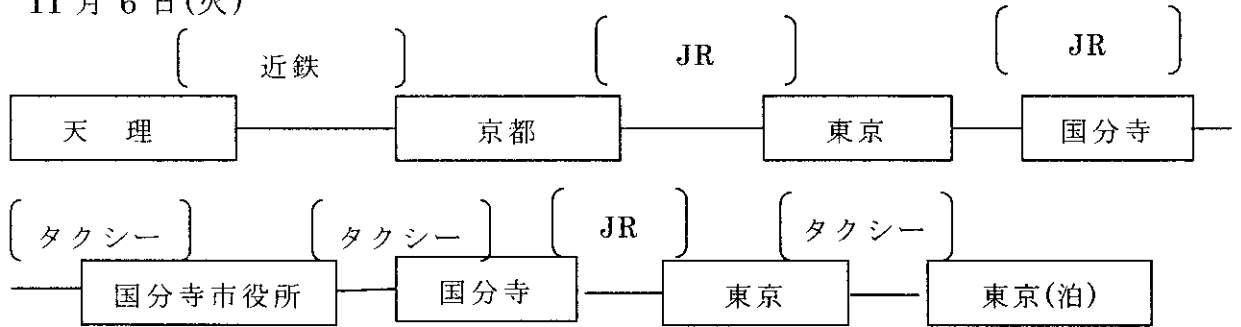 11 月 6 日(火)
近鉄 JR JR
天 理 京都 東京 国分寺
タクシー タクシー JR タクシー
国分寺市役所 国分寺 東京 東京(泊)